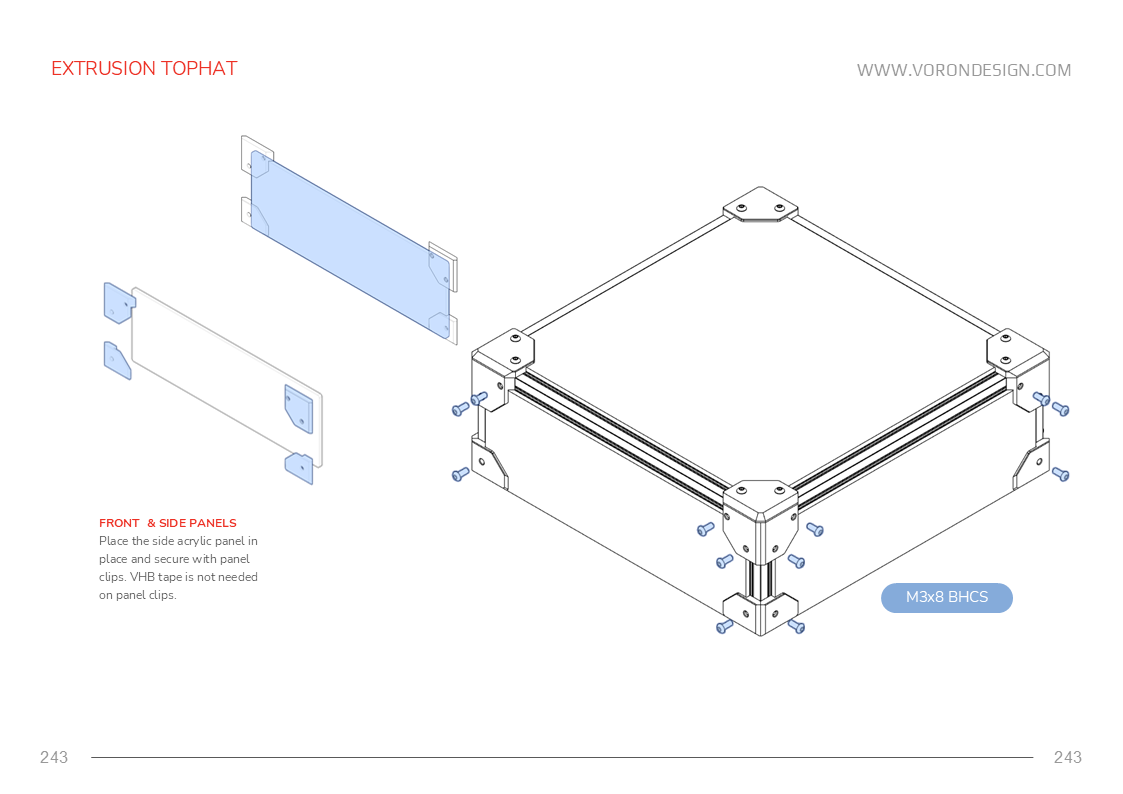 EXTRUSION TOPHAT
WWW.VORONDESIGN.COM
FRONT & SIDE PANELS
Place the side acrylic panel in
place and secure with panel
clips. VHB tape is not needed
on panel clips.
M3x8 BHCS
243
243